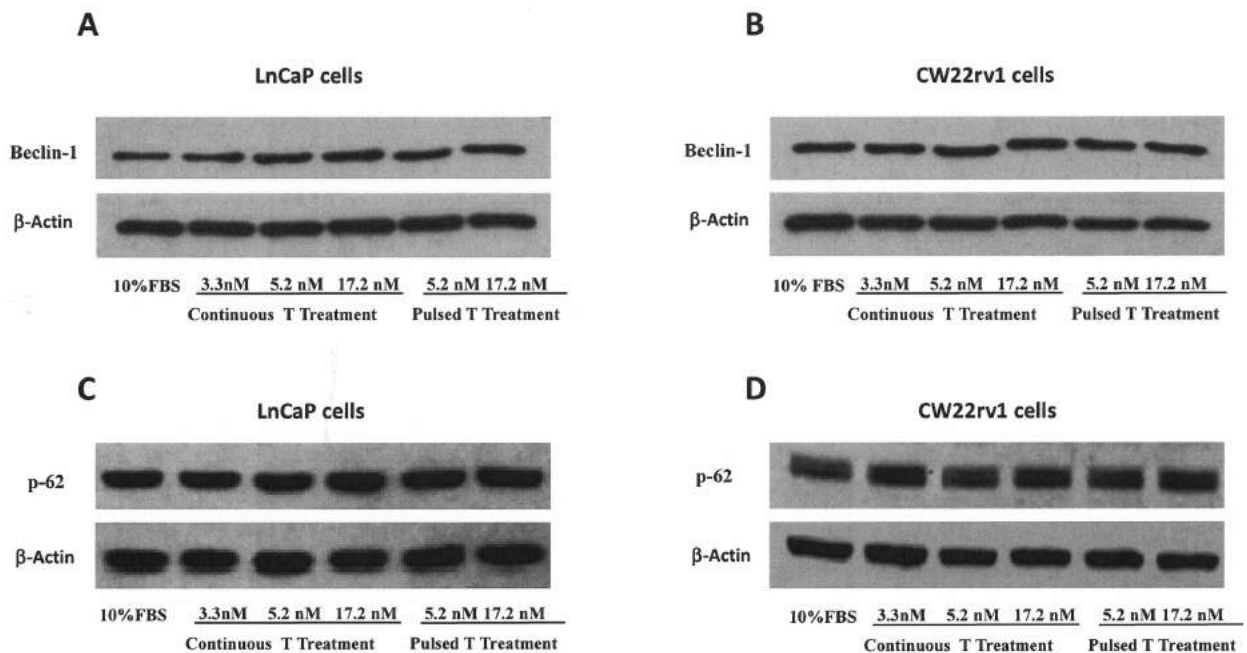 A
LnCaP cells
Beclin-1
β-Actin
10%FBS 3.3nM 5.2 nM 17.2 nM 5.2 nM 17.2 nM
Continuous T Treatment Pulsed T Treatment
B
CW22rv1 cells
Beclin-1
β-Actin
10% FBS 3.3nM 5.2 nM 17.2 nM 5.2 nM 17.2 nM
Continuous T Treatment Pulsed T Treatment
C
LnCaP cells
p-62
β-Actin
10%FBS 3.3nM 5.2 nM 17.2 nM 5.2 nM 17.2 nM
Continuous T Treatment Pulsed T Treatment
D
CW22rv1 cells
p-62
β-Actin
10%FBS 3.3nM 5.2 nM 17.2 nM 5.2 nM 17.2 nM
Continuous T Treatment Pulsed T Treatment